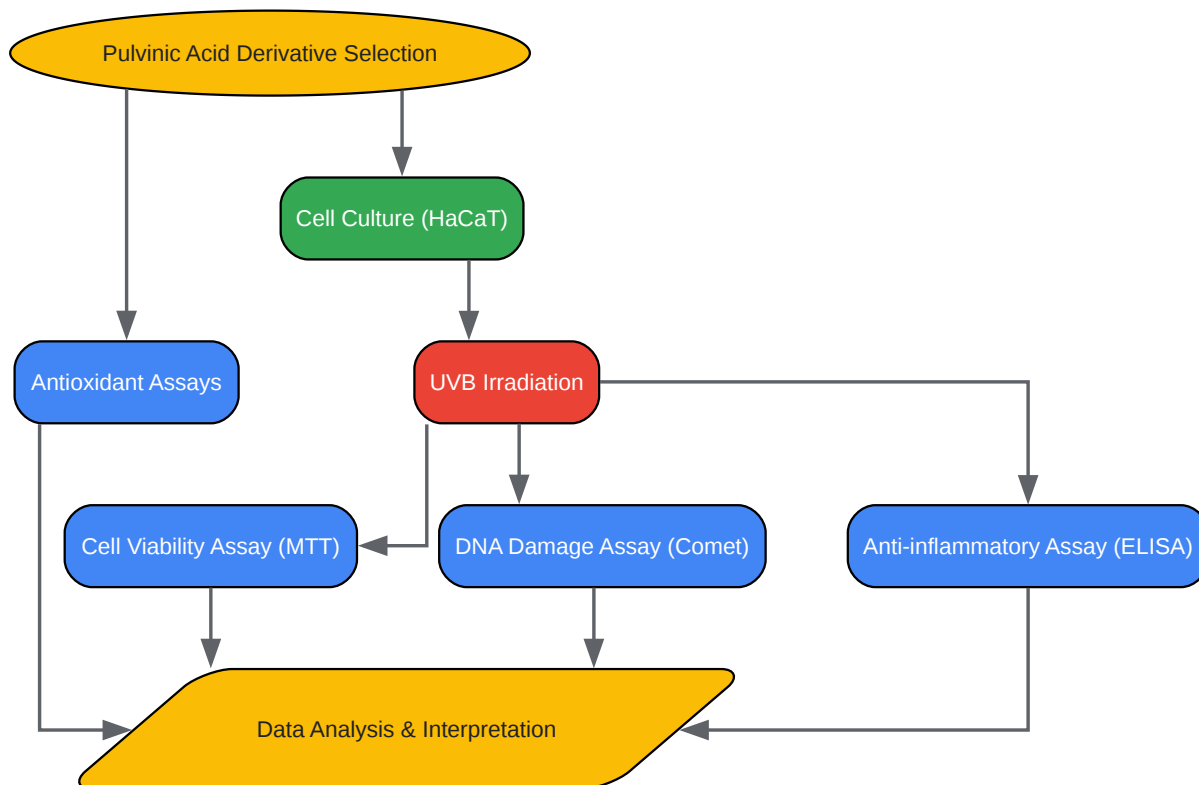 Pulvinic Acid Derivative Selection
Cell Culture (HaCaT)
Antioxidant Assays
UVB Irradiation
Cell Viability Assay (MTT)
DNA Damage Assay (Comet)
Anti-inflammatory Assay (ELISA)
Data Analysis & Interpretation